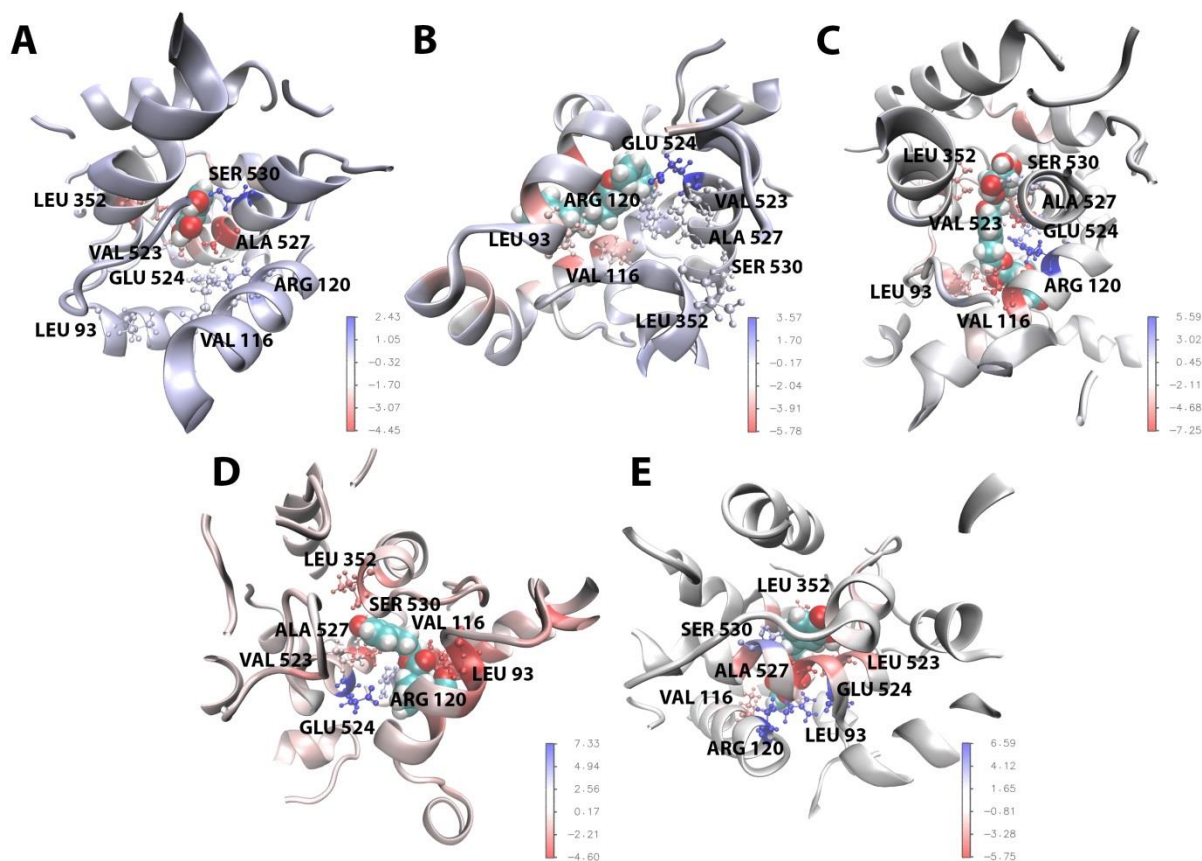 A
SER 530
LEU 352
VAL 523
ALA 527
GLU 524
ARG 120
LEU 93
VAL 116
2.43
1.05
-0.32
-1.70
-3.07
-4.45
B
GLU 524
ARG 120
VAL 523
LEU 93
ALA 527
VAL 116
SER 530
LEU 352
3.57
1.70
-0.17
-2.04
-3.91
-5.78
C
LEU 352
SER 530
ALA 527
VAL 523
GLU 524
ARG 120
LEU 93
VAL 116
5.59
3.02
0.45
-2.11
-4.68
-7.25
D
LEU 352
SER 530
VAL 116
ALA 527
VAL 523
LEU 93
ARG 120
GLU 524
7.33
4.94
2.56
0.17
-2.21
-4.60
E
LEU 352
SER 530
LEU 523
ALA 527
GLU 524
VAL 116
LEU 93
ARG 120
6.59
4.12
1.65
-0.81
-3.28
-5.75